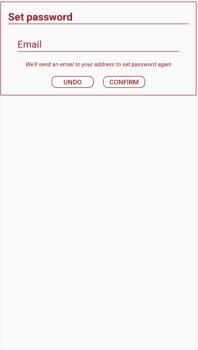 Set password
Email
We'll send an email to your address to set password again
UNDO CONFIRM